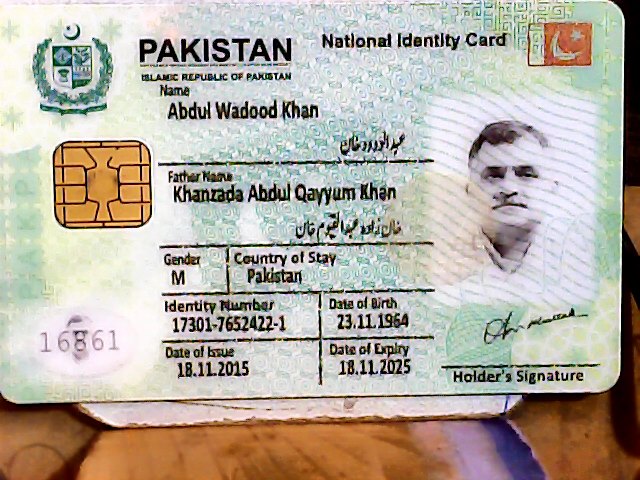 PAKISTAN National Identity Card
ISLAMIC REPUBLIC OF PAKISTAN
Name
Abdul Wadood Khan
عبدالودود خان
Father Name
Khanzada Abdul Qayyum Khan
خان زادہ عبدالقیوم خان
Gender Country of Stay
M Pakistan
Identity Number Date of Birth
17301-7652422-1 23.11.1964
Date of Issue Date of Expiry
18.11.2015 18.11.2025
16861
Holder's Signature